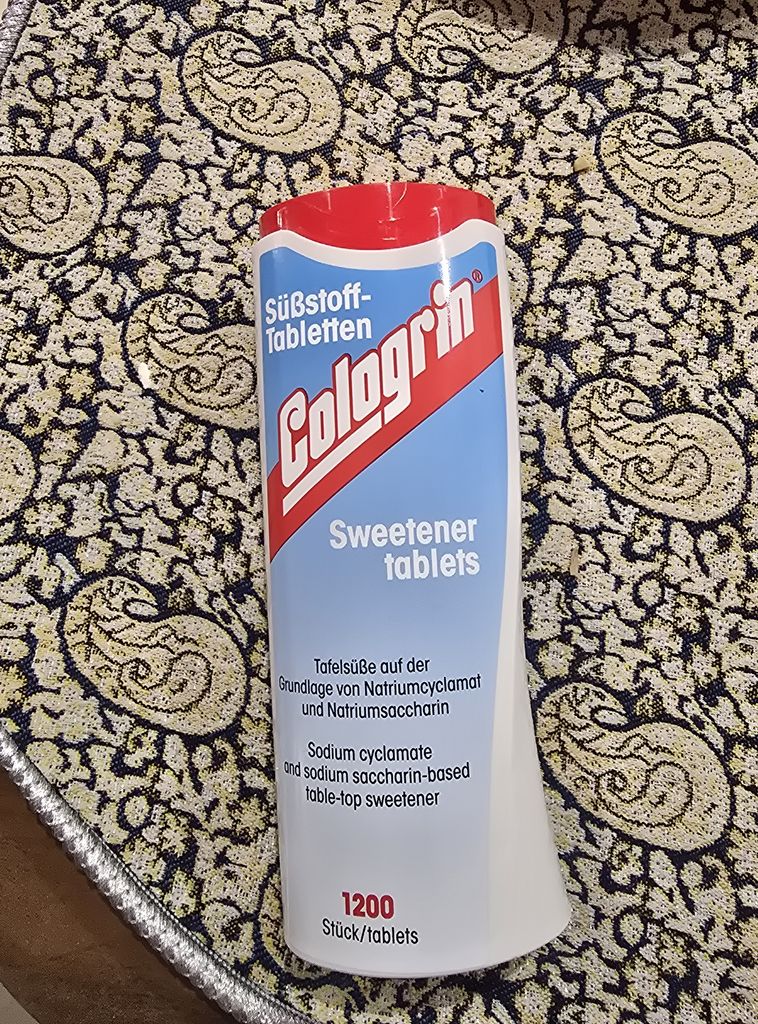 Süßstoff-
Tabletten
Cologrin®
Sweetener
tablets
Tafelsüße auf der
Grundlage von Natriumcyclamat
und Natriumsaccharin
Sodium cyclamate
and sodium saccharin-based
table-top sweetener
1200
Stück/tablets